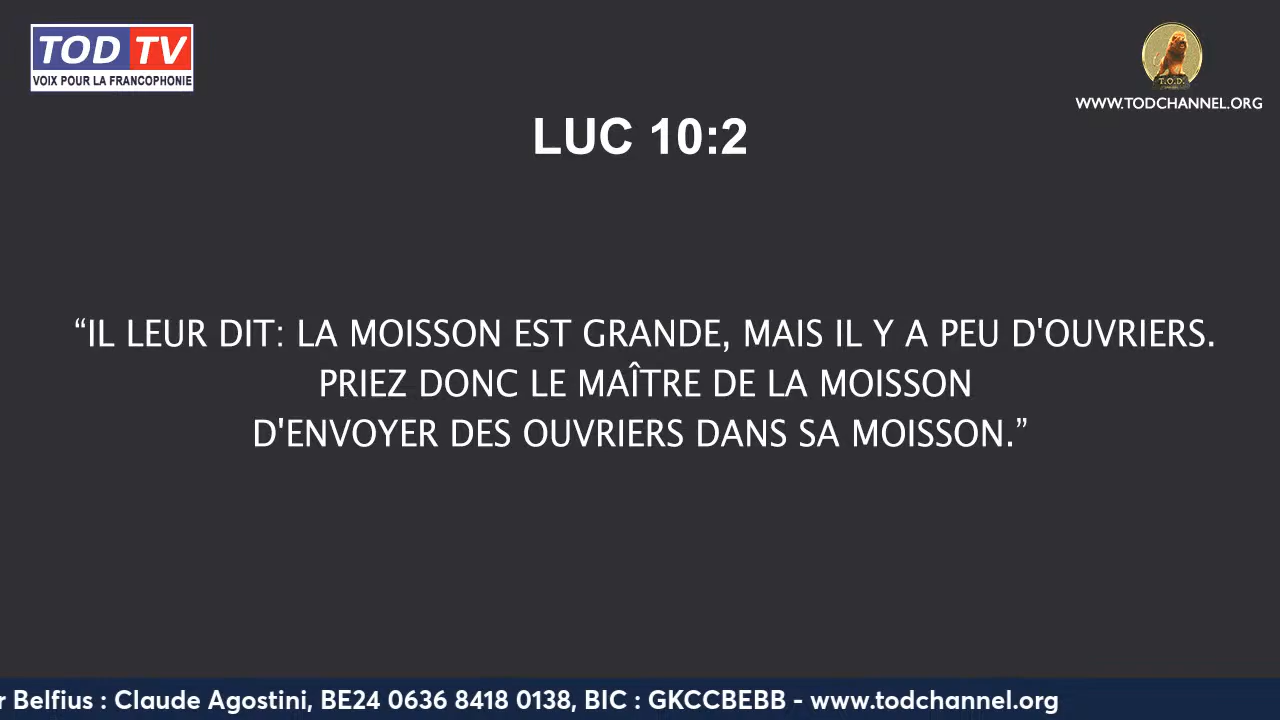 TOD TV
VOIX POUR LA FRANCOPHONIE
T.O.D.
WWW.TODCHANNEL.ORG
LUC 10:2
“IL LEUR DIT: LA MOISSON EST GRANDE, MAIS IL Y A PEU D'OUVRIERS.
PRIEZ DONC LE MAÎTRE DE LA MOISSON
D'ENVOYER DES OUVRIERS DANS SA MOISSON.”
r Belfius : Claude Agostini, BE24 0636 8418 0138, BIC : GKCCBEBB - www.todchannel.org